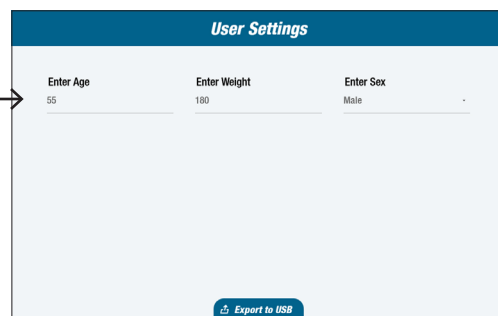 User Settings
Enter Age Enter Weight Enter Sex
55 180 Male
Export to USB